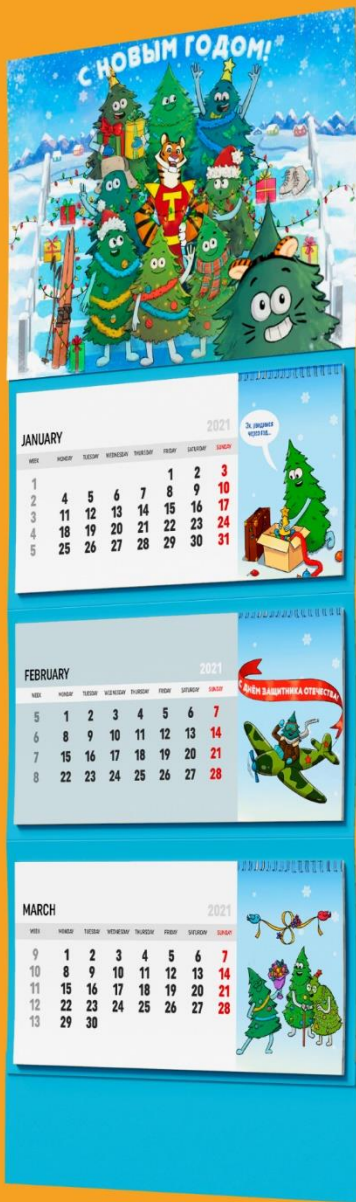 С НОВЫМ ГОДОМ!
T
JANUARY 2021
WEEK MONDAY TUESDAY WEDNESDAY THURSDAY FRIDAY SATURDAY SUNDAY
1 1 2 3
2 4 5 6 7 8 9 10
3 11 12 13 14 15 16 17
4 18 19 20 21 22 23 24
5 25 26 27 28 29 30 31
Эх, увидимся
через год...
FEBRUARY 2021
WEEK MONDAY TUESDAY WEDNESDAY THURSDAY FRIDAY SATURDAY SUNDAY
5 1 2 3 4 5 6 7
6 8 9 10 11 12 13 14
7 15 16 17 18 19 20 21
8 22 23 24 25 26 27 28
С ДНЁМ ЗАЩИТНИКА ОТЕЧЕСТВА!
MARCH 2021
WEEK MONDAY TUESDAY WEDNESDAY THURSDAY FRIDAY SATURDAY SUNDAY
9 1 2 3 4 5 6 7
10 8 9 10 11 12 13 14
11 15 16 17 18 19 20 21
12 22 23 24 25 26 27 28
13 29 30